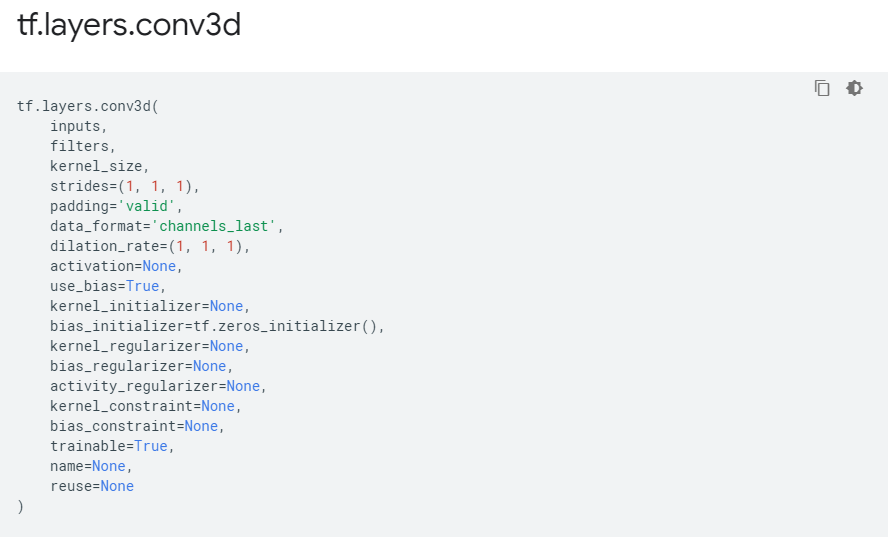 tf.layers.conv3d
tf.layers.conv3d(
    inputs,
    filters,
    kernel_size,
    strides=(1, 1, 1),
    padding='valid',
    data_format='channels_last',
    dilation_rate=(1, 1, 1),
    activation=None,
    use_bias=True,
    kernel_initializer=None,
    bias_initializer=tf.zeros_initializer(),
    kernel_regularizer=None,
    bias_regularizer=None,
    activity_regularizer=None,
    kernel_constraint=None,
    bias_constraint=None,
    trainable=True,
    name=None,
    reuse=None
)